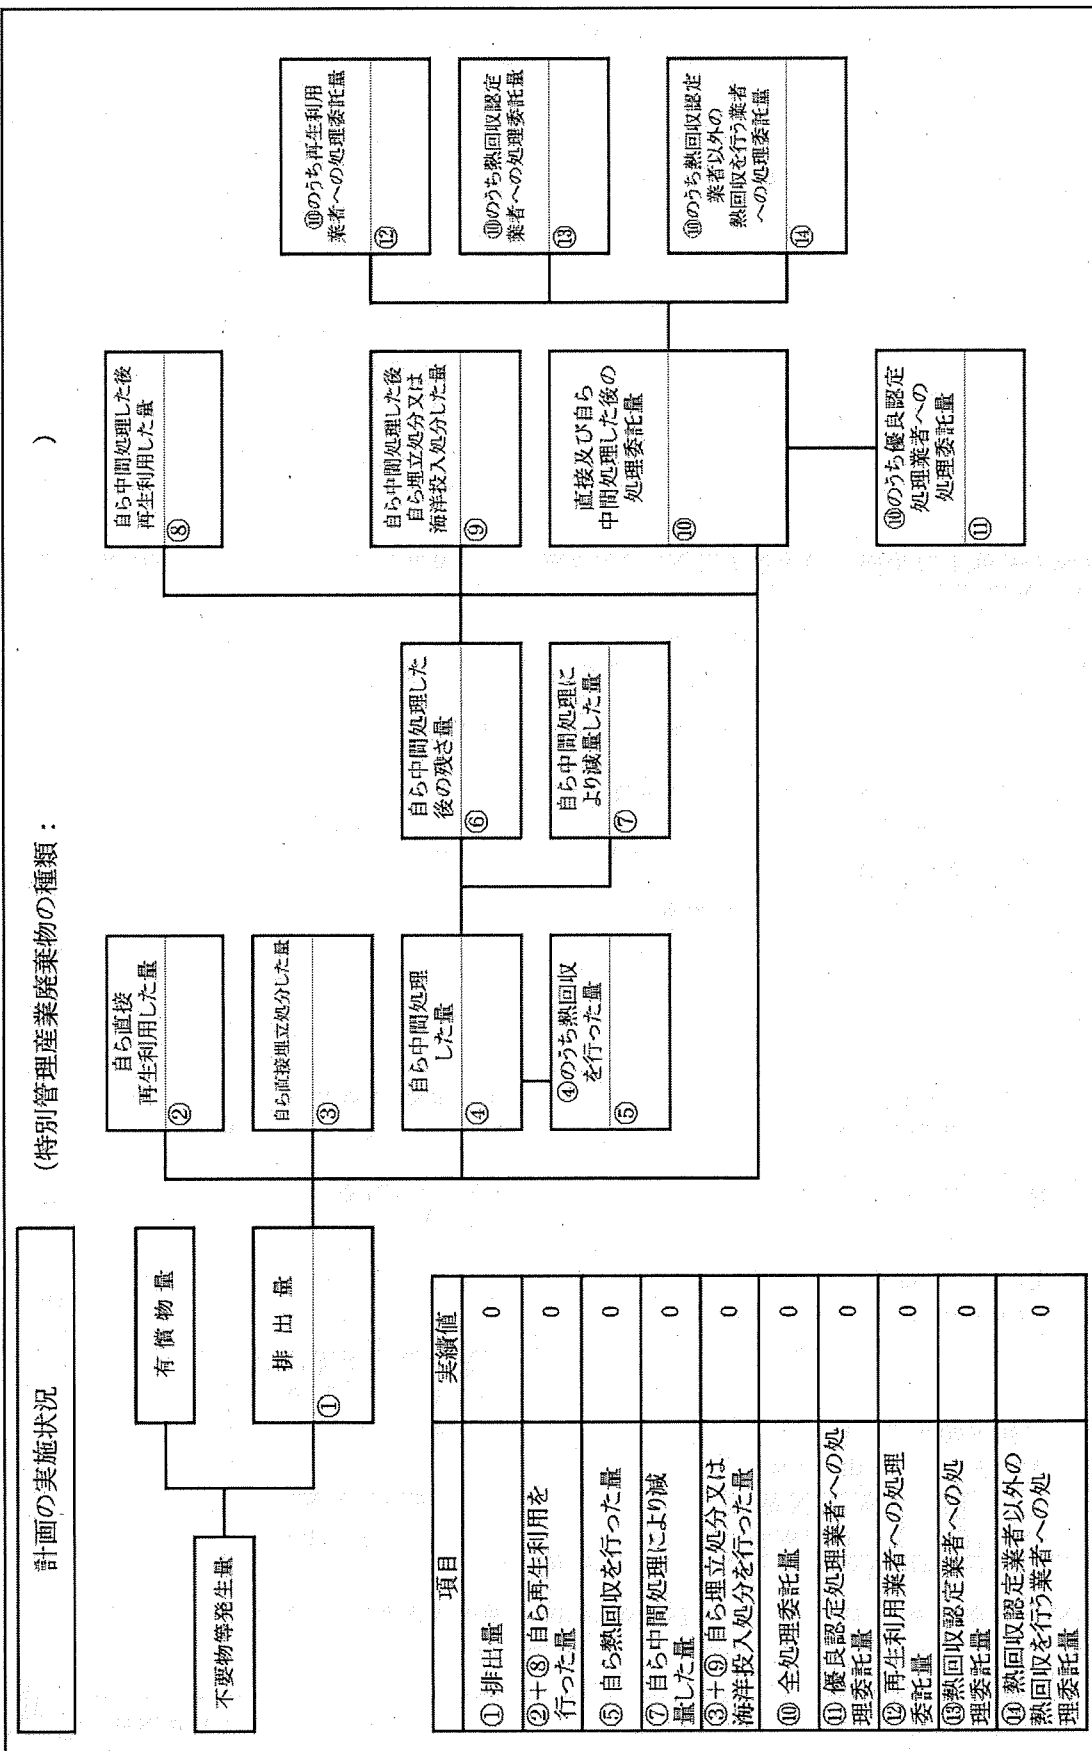 計画の実施状況
(特別管理産業廃棄物の種類：
)
不要物等発生量
有償物量
排出量
①
自ら直接
再生利用した量
②
自ら直接埋立処分した量
③
自ら中間処理
した量
④
④のうち熱回収
を行った量
⑤
自ら中間処理した
後の残さ量
⑥
自ら中間処理に
より減量した量
⑦
自ら中間処理した後
再生利用した量
⑧
自ら中間処理した後
自ら埋立処分又は
海洋投入処分した量
⑨
直接及び自ら
中間処理した後の
処理委託量
⑩
⑩のうち優良認定
処理業者への
処理委託量
⑪
⑩のうち再生利用
業者への処理委託量
⑫
⑩のうち熱回収認定
業者への処理委託量
⑬
⑩のうち熱回収認定
業者以外の
熱回収を行う業者
への処理委託量
⑭
項目 実績値
① 排出量 0
②＋⑧ 自ら再生利用を
行った量 0
⑤ 自ら熱回収を行った量 0
⑦ 自ら中間処理により減
量した量 0
③＋⑨ 自ら埋立処分又は
海洋投入処分を行った量 0
⑩ 全処理委託量 0
⑪ 優良認定処理業者への処
理委託量 0
⑫ 再生利用業者への処理
委託量 0
⑬熱回収認定業者への処
理委託量 0
⑭ 熱回収認定業者以外の
熱回収を行う業者への処
理委託量 0